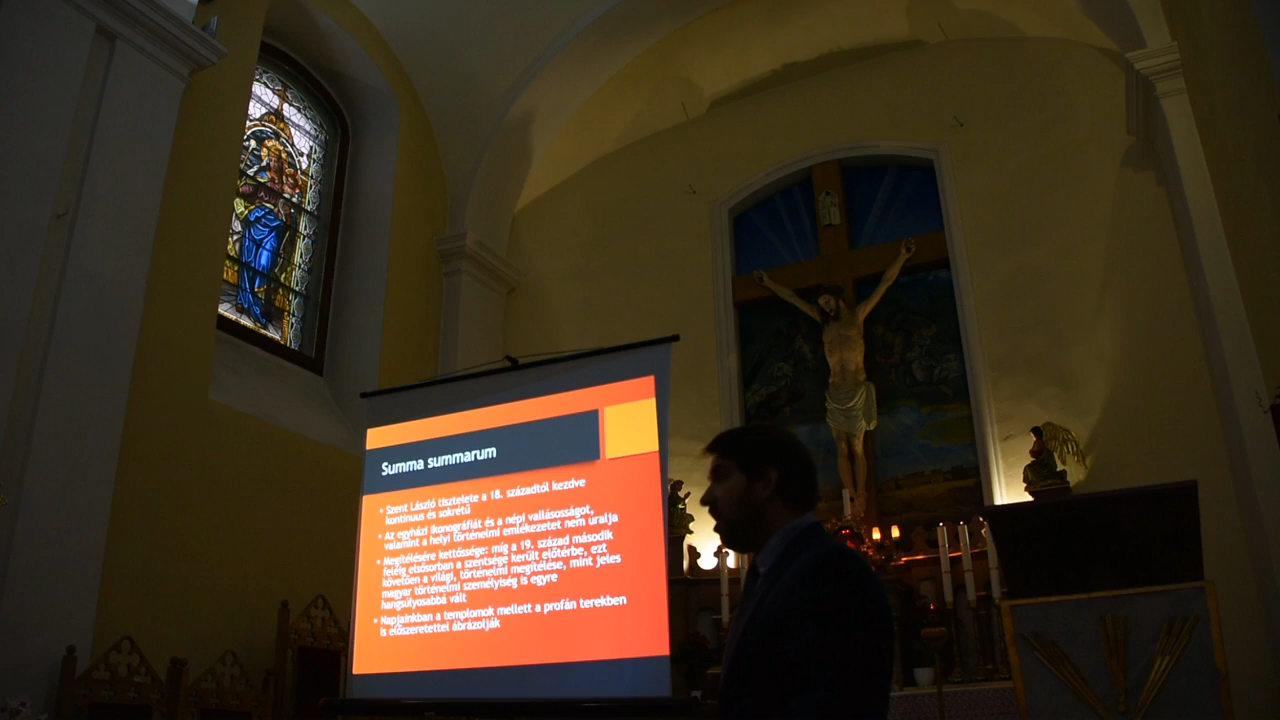 Summa summarum
• Szent László tisztelete a 18. századtól kezdve
kontinuus és sokrétű
• Az egyházi ikonográfiát és a népi vallásosságot,
valamint a helyi történelmi emlékezetet nem uralja
• Megítélésére kettőssége: míg a 19. század második
feléig elsősorban a szentsége került előtérbe, ezt
követően a világi, történelmi megítélése, mint jeles
magyar történelmi személyiség is egyre
hangsúlyosabbá vált
• Napjainkban a templomok mellett a profán terekben
is előszeretettel ábrázolják